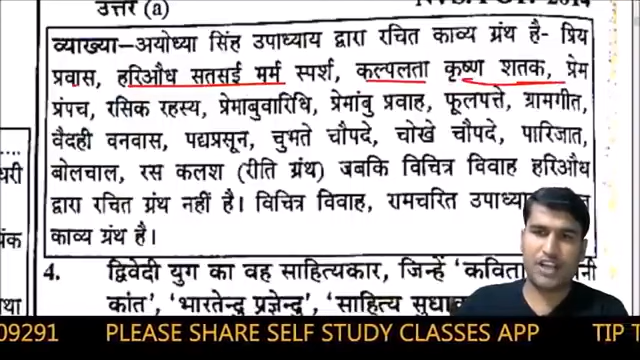 उत्तर (a)
व्याख्या–अयोध्या सिंह उपाध्याय द्वारा रचित काव्य ग्रंथ है- प्रिय
प्रवास, हरिऔध सतसई मर्म स्पर्श, कल्पलता कृष्ण शतक, प्रेम
प्रपंच, रसिक रहस्य, प्रेमाबुवारिधि, प्रेमांबु प्रवाह, फूलपत्ते, ग्रामगीत,
वैदही वनवास, पद्यप्रसून, चुभते चौपदे, चोखे चौपदे, पारिजात,
बोलचाल, रस कलश (रीति ग्रंथ) जबकि विचित्र विवाह हरिऔध
द्वारा रचित ग्रंथ नहीं है। विचित्र विवाह, रामचरित उपाध्याय
काव्य ग्रंथ है।
4. द्विवेदी युग का वह साहित्यकार, जिन्हें
कांत', 'भारतेन्द्र प्रज्ञेन्द्र', 'साहित्य
09291 PLEASE SHARE SELF STUDY CLASSES APP TIP T